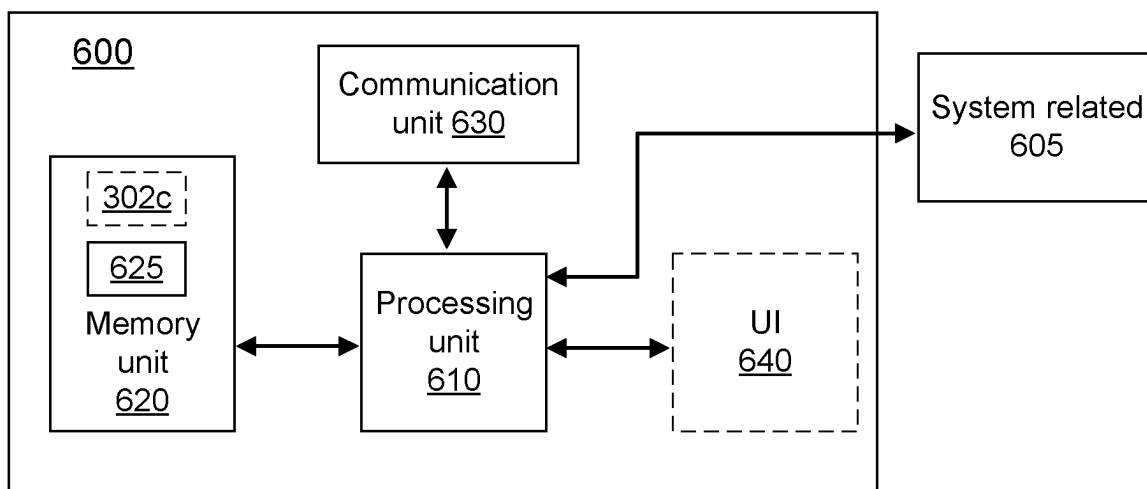 600
Communication
unit 630
System related
605
302c
625
Memory
unit
620
Processing
unit
610
UI
640